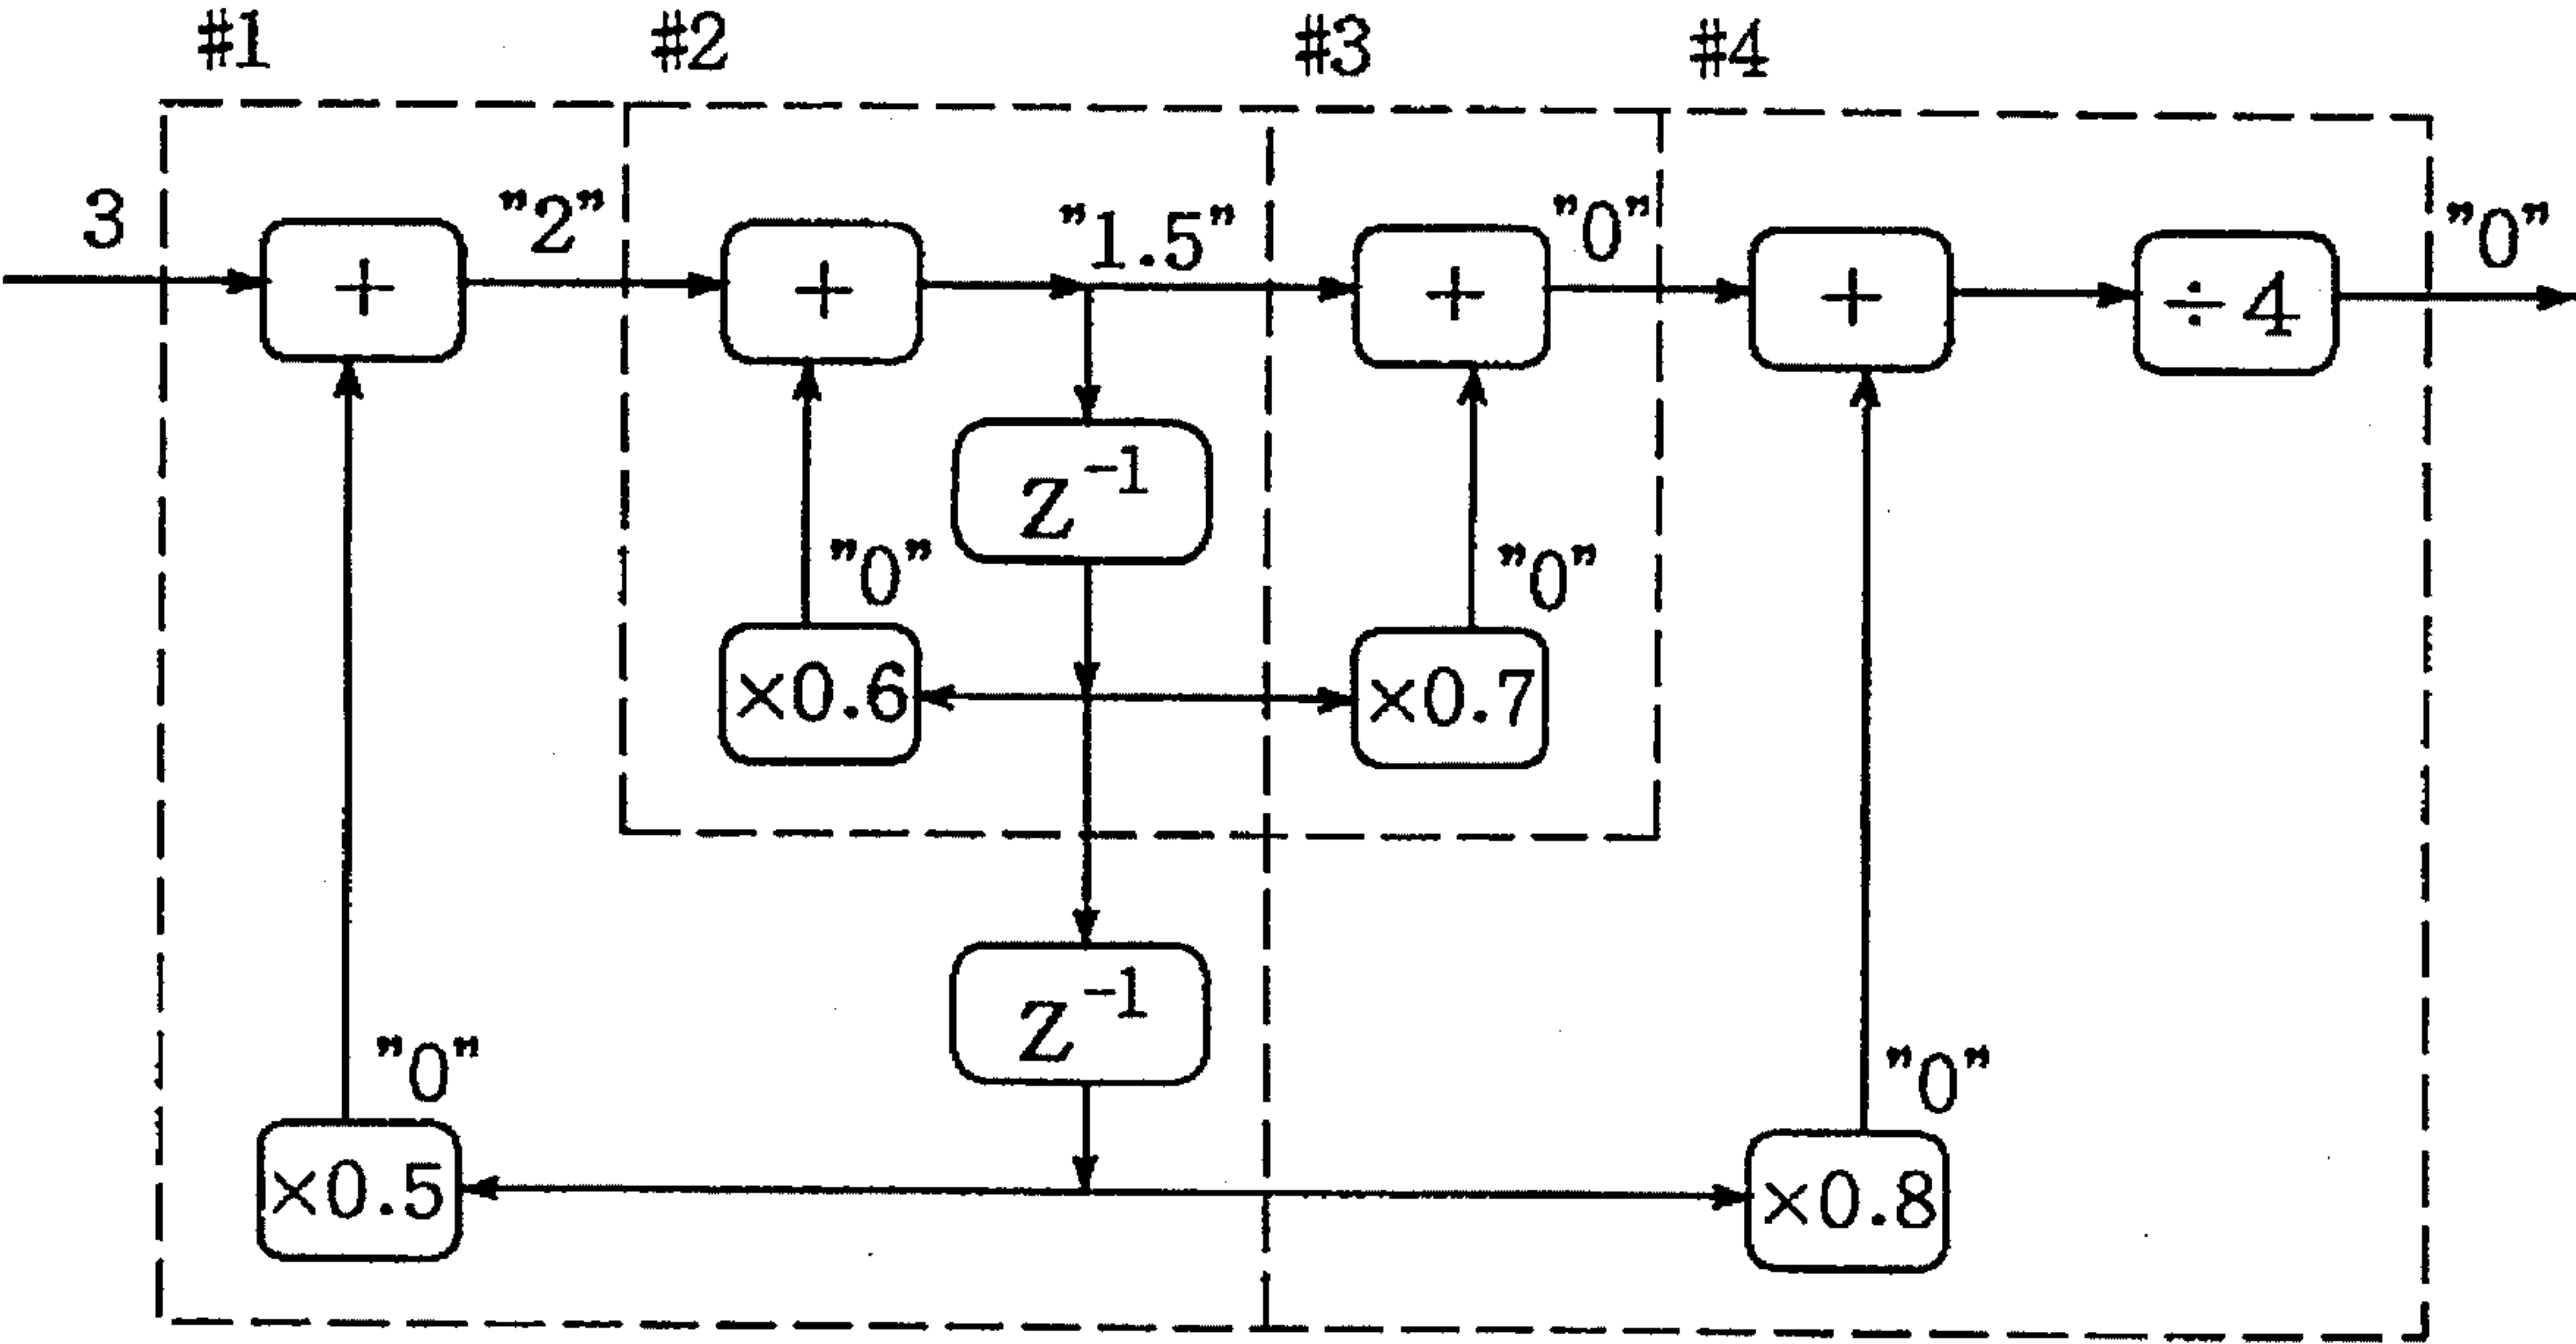 #1 #2 #3 #4
3 ”2” ”1.5” ”0” ”0”
+ + + + ÷4
Z⁻¹
”0” ”0”
×0.6 ×0.7
Z⁻¹
”0” ”0”
×0.5 ×0.8